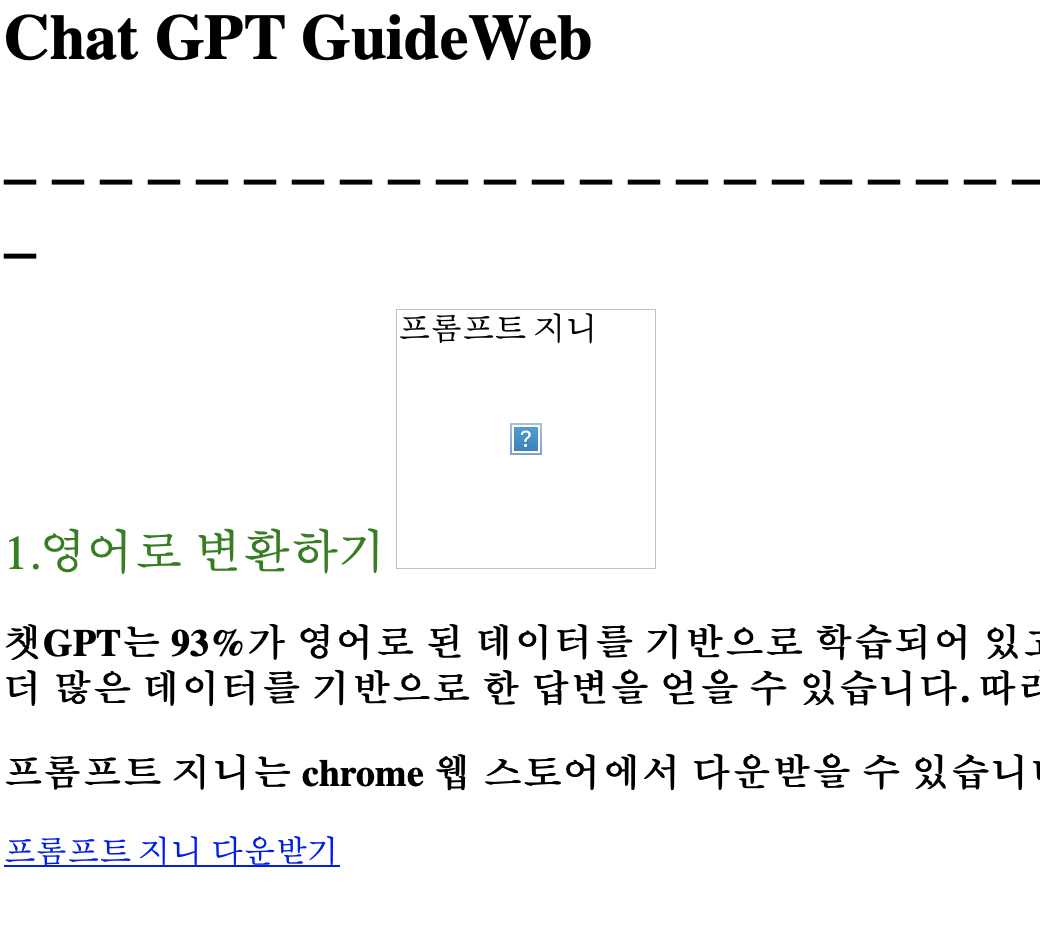 Chat GPT GuideWeb
_ _ _ _ _ _ _ _ _ _ _ _ _ _ _ _ _ _ _ _ _ _
_
프롬프트 지니
1.영어로 변환하기
챗GPT는 93%가 영어로 된 데이터를 기반으로 학습되어 있
더 많은 데이터를 기반으로 한 답변을 얻을 수 있습니다. 따
프롬프트 지니는 chrome 웹 스토어에서 다운받을 수 있습니
프롬프트 지니 다운받기